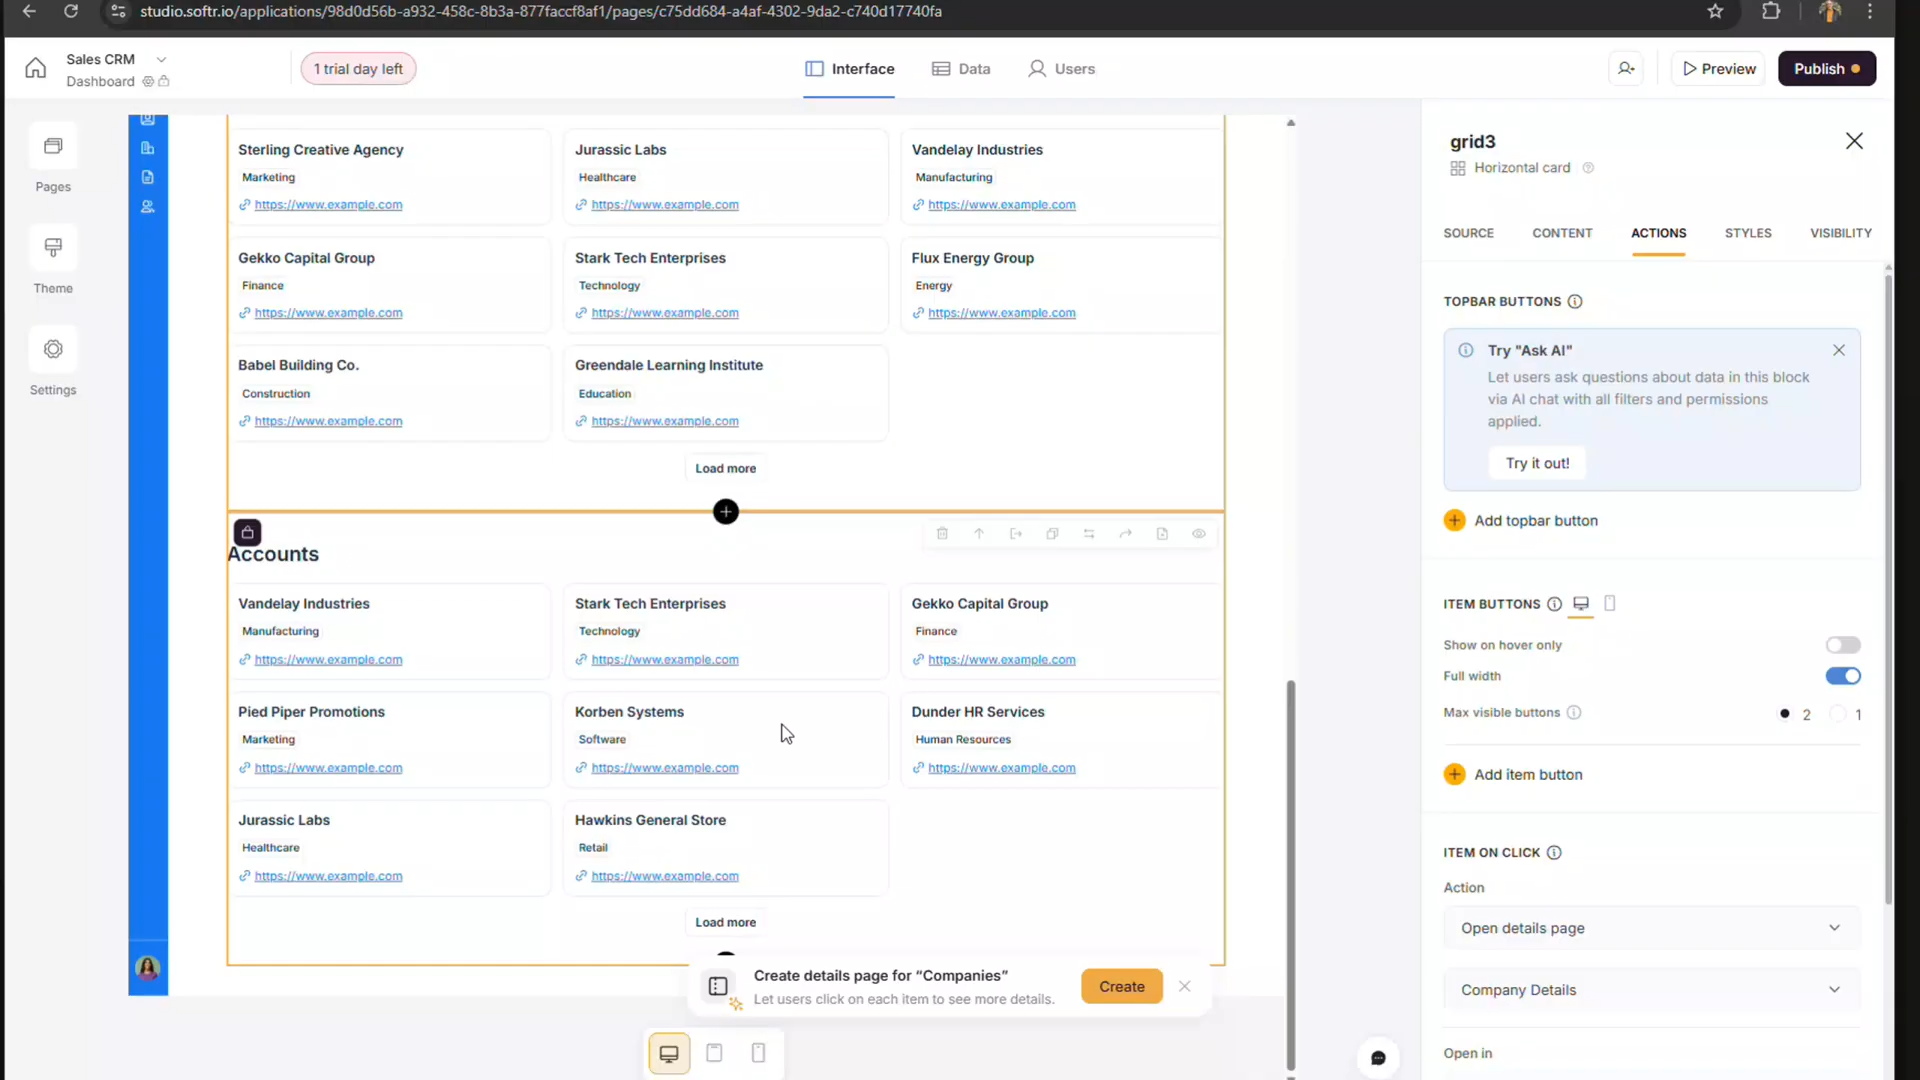 studio.softr.io/applications/98d0d56b-a932-458c-8b3a-877faccf8af1/pages/c75dd684-a4af-4302-9da2-c740d17740fa
Sales CRM
Dashboard
1 trial day left
Interface
Data
Users
Preview
Publish
Pages
Theme
Settings
Sterling Creative Agency
Marketing
https://www.example.com
Jurassic Labs
Healthcare
https://www.example.com
Vandelay Industries
Manufacturing
https://www.example.com
Gekko Capital Group
Finance
https://www.example.com
Stark Tech Enterprises
Technology
https://www.example.com
Flux Energy Group
Energy
https://www.example.com
Babel Building Co.
Construction
https://www.example.com
Greendale Learning Institute
Education
https://www.example.com
Load more
Accounts
Vandelay Industries
Manufacturing
https://www.example.com
Stark Tech Enterprises
Technology
https://www.example.com
Gekko Capital Group
Finance
https://www.example.com
Pied Piper Promotions
Marketing
https://www.example.com
Korben Systems
Software
https://www.example.com
Dunder HR Services
Human Resources
https://www.example.com
Jurassic Labs
Healthcare
https://www.example.com
Hawkins General Store
Retail
https://www.example.com
Load more
Create details page for “Companies”
Let users click on each item to see more details.
Create
grid3
Horizontal card
SOURCE
CONTENT
ACTIONS
STYLES
VISIBILITY
TOPBAR BUTTONS
Try "Ask AI"
Let users ask questions about data in this block
via AI chat with all filters and permissions
applied.
Try it out!
Add topbar button
ITEM BUTTONS
Show on hover only
Full width
Max visible buttons
2
1
Add item button
ITEM ON CLICK
Action
Open details page
Company Details
Open in